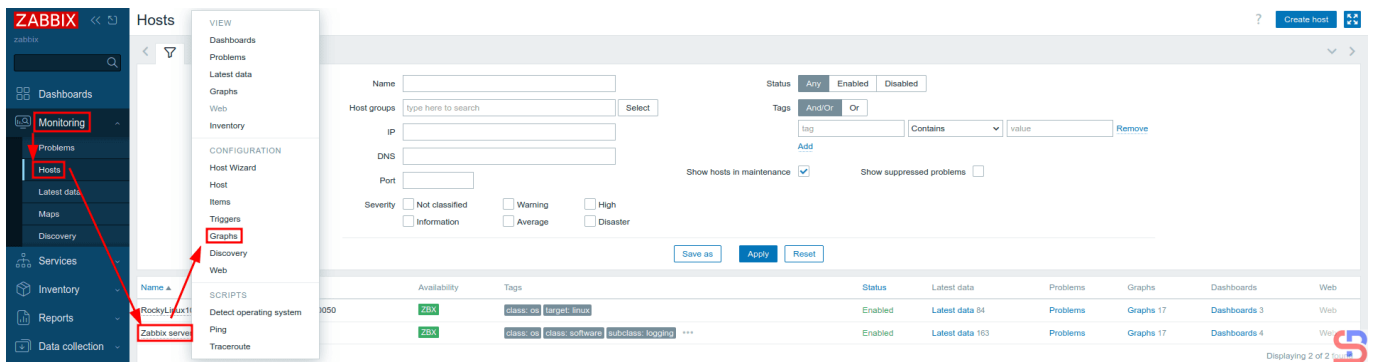 ZABBIX
zabbix
Dashboards
Monitoring
Problems
Hosts
Latest data
Maps
Discovery
Services
Inventory
Reports
Data collection
Hosts
? Create host
VIEW
Dashboards
Problems
Latest data
Graphs
Web
Inventory
CONFIGURATION
Host Wizard
Host
Items
Triggers
Graphs
Discovery
Web
SCRIPTS
Detect operating system
Ping
Traceroute
Name
Host groups type here to search Select
IP
DNS
Port
Severity Not classified Warning High
Information Average Disaster
Status Any Enabled Disabled
Tags And/Or Or
tag Contains value Remove
Add
Show hosts in maintenance Show suppressed problems
Save as Apply Reset
Name Availability Tags Status Latest data Problems Graphs Dashboards Web
0050 ZBX class: os target: linux Enabled Latest data 84 Problems Graphs 17 Dashboards 3 Web
Zabbix server ZBX class: os class: software subclass: logging Enabled Latest data 163 Problems Graphs 17 Dashboards 4
Displaying 2 of 2